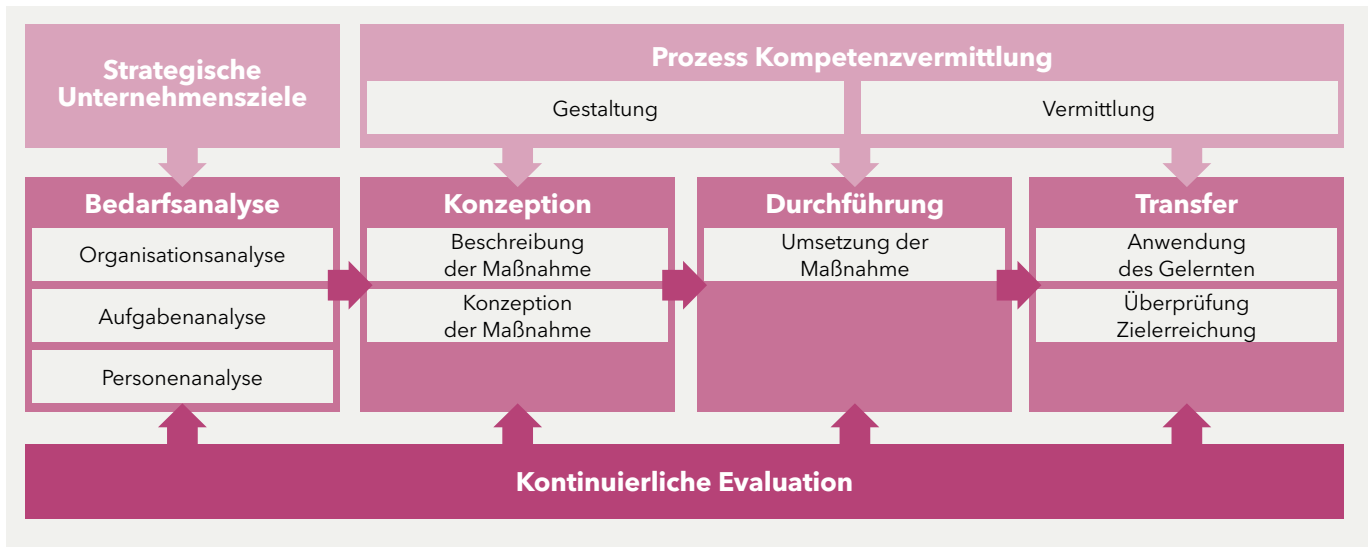 Strategische
Unternehmensziele
Prozess Kompetenzvermittlung
Gestaltung
Vermittlung
Bedarfsanalyse
Organisationsanalyse
Aufgabenanalyse
Personenanalyse
Konzeption
Beschreibung
der Maßnahme
Konzeption
der Maßnahme
Durchführung
Umsetzung der
Maßnahme
Transfer
Anwendung
des Gelernten
Überprüfung
Zielerreichung
Kontinuierliche Evaluation